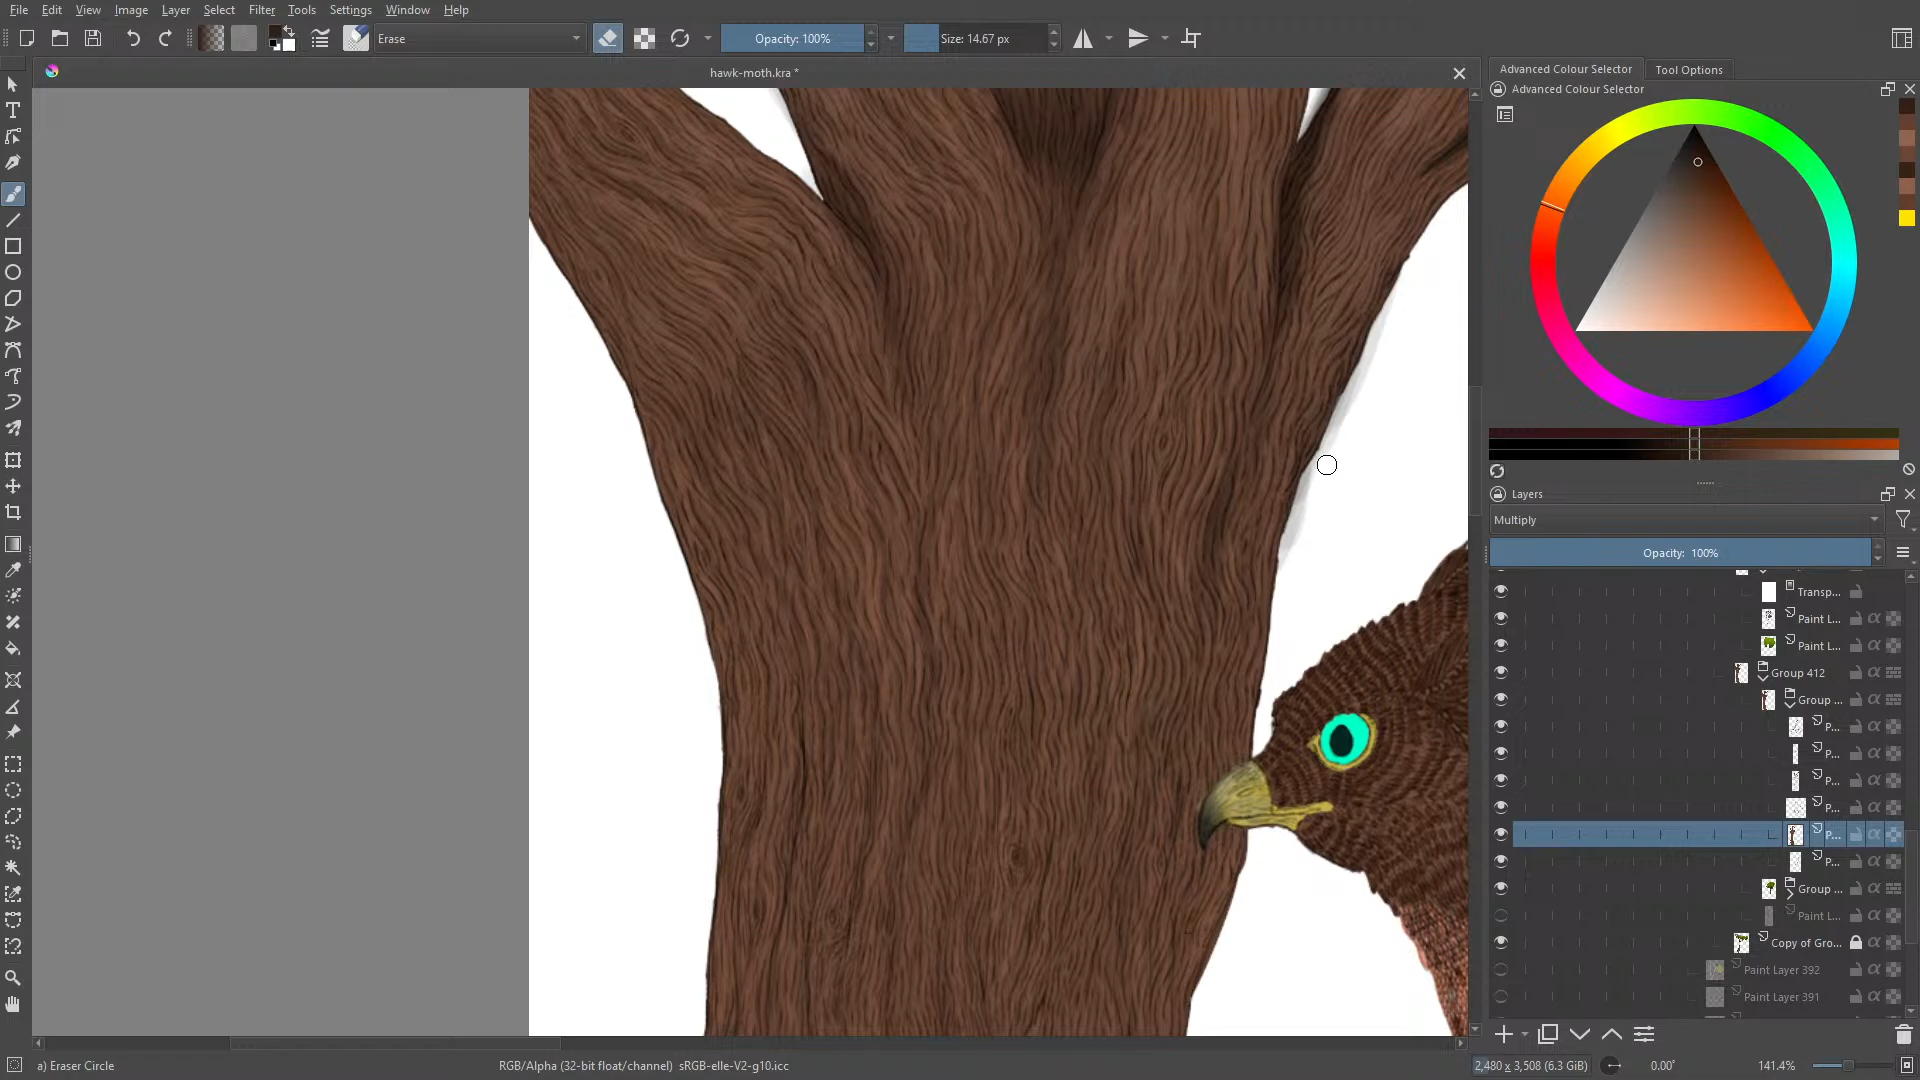 File Edit View Image Layer Select Filter Tools Settings Window Help
Erase
Opacity: 100%
Size: 14.67 px
hawk-moth.kra *
Advanced Colour Selector
Tool Options
Advanced Colour Selector
Layers
Multiply
Opacity: 100%
Transp...
Paint L...
Paint L...
Group 412
Group ...
P...
P...
P...
P...
P...
P...
Group ...
Paint L...
Copy of Gro...
Paint Layer 392
Paint Layer 391
a) Eraser Circle
RGB/Alpha (32-bit float/channel) sRGB-elle-V2-g10.icc
2,480 x 3,508 (6.3 GiB)
0.00°
141.4%